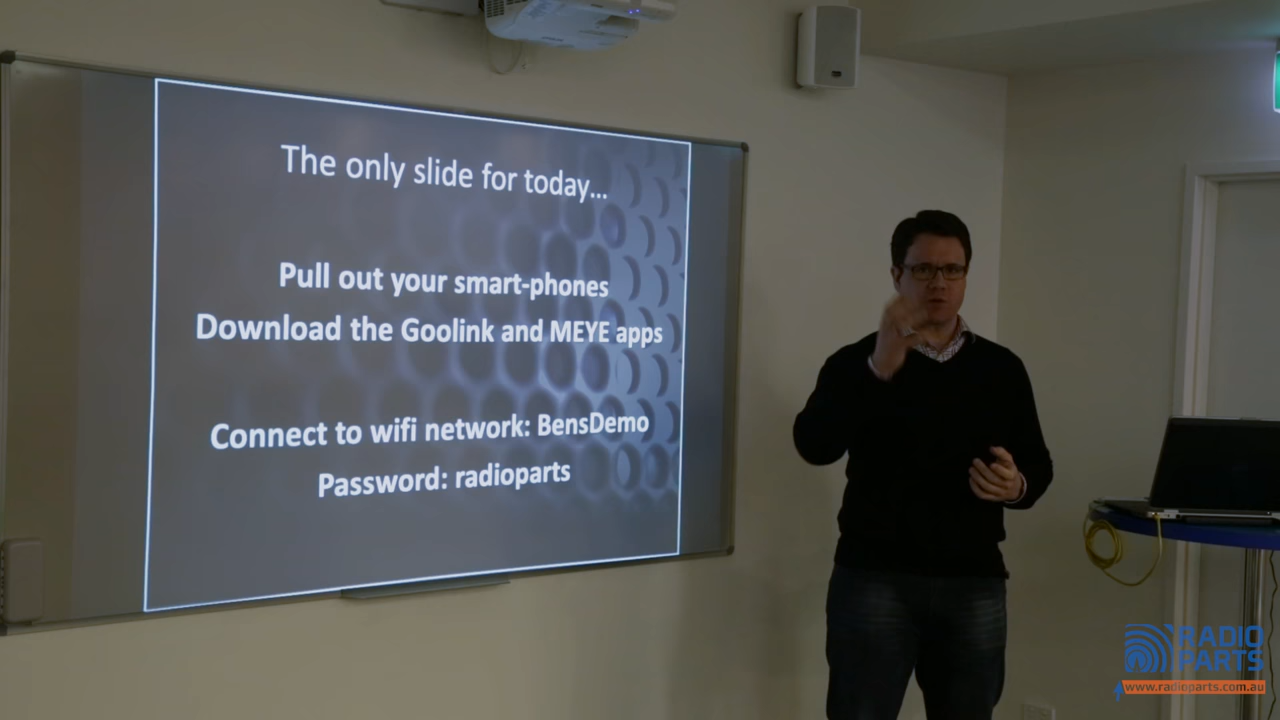 The only slide for today...
Pull out your smart-phones
Download the Goolink and MEYE apps
Connect to wifi network: BensDemo
Password: radioparts
RADIO
PARTS
www.radioparts.com.au